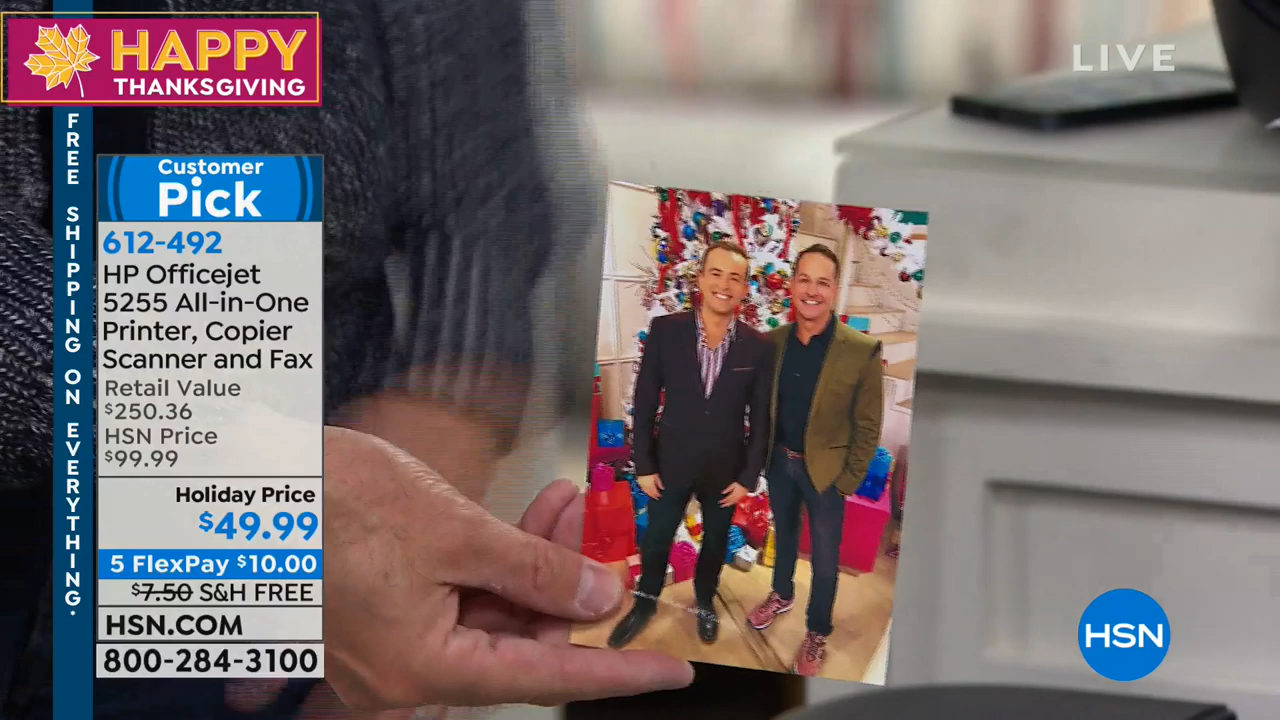 HAPPY
THANKSGIVING
LIVE
FREE SHIPPING ON EVERYTHING.*
Customer
Pick
612-492
HP Officejet
5255 All-in-One
Printer, Copier
Scanner and Fax
Retail Value
$250.36
HSN Price
$99.99
Holiday Price
$49.99
5 FlexPay $10.00
$7.50 S&H FREE
HSN.COM
800-284-3100
HSN